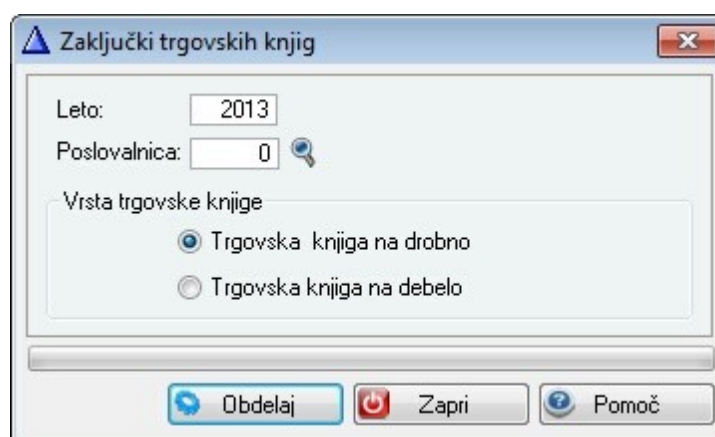 Zaključki trgovskih knjig
Leto: 2013
Poslovalnica: 0
Vrsta trgovske knjige
Trgovska knjiga na drobno
Trgovska knjiga na debelo
Obdelaj Zapri Pomoč